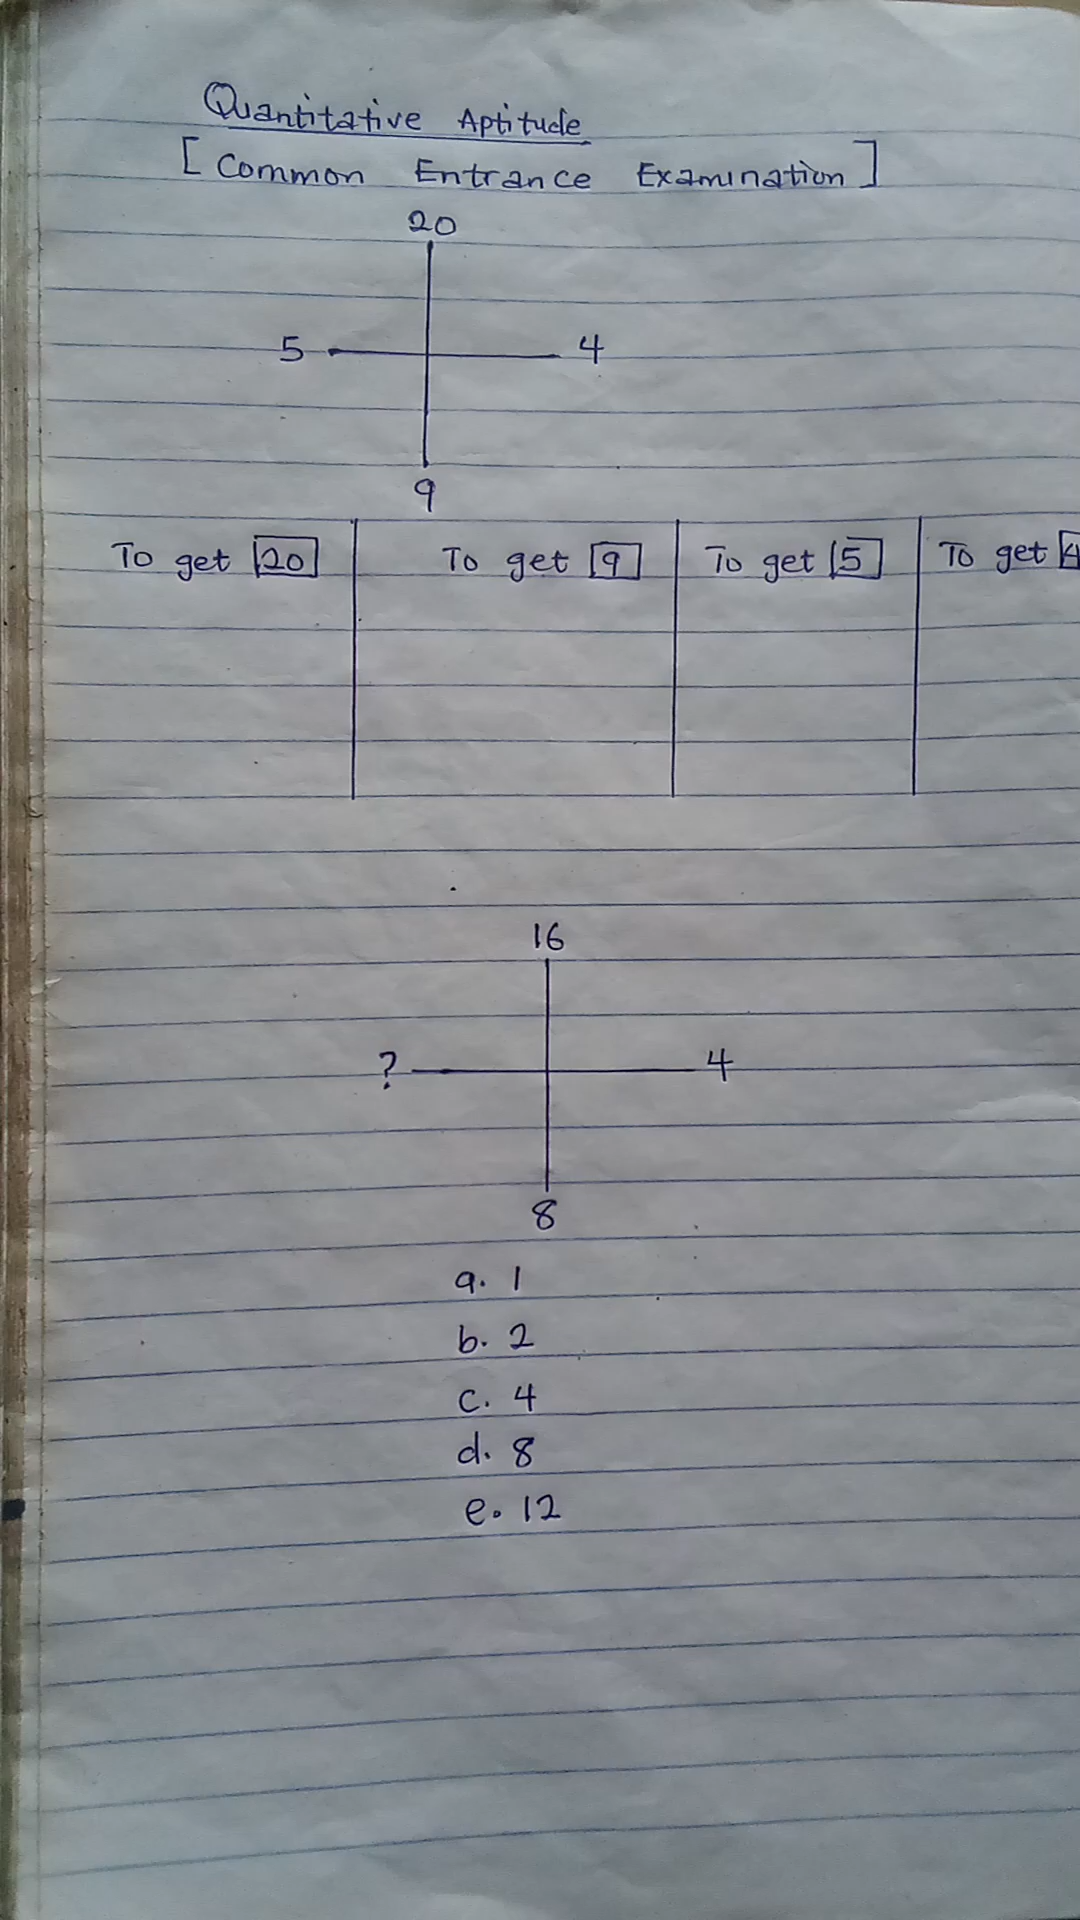 Quantitative Aptitude
[Common Entrance Examination]
20
5 4
9
To get 20 To get 9 To get 5 To get 4
16
? 4
8
a. 1
b. 2
c. 4
d. 8
e. 12